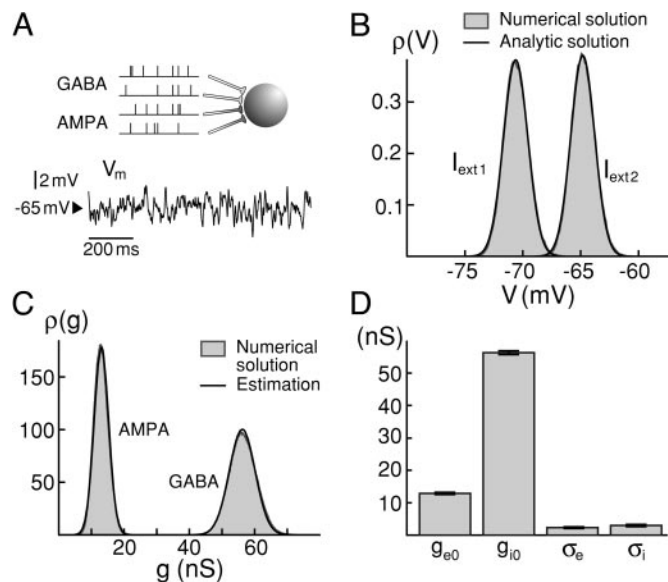 A
GABA
AMPA
Vm
2 mV
-65 mV
200 ms
B
ρ(V)
Numerical solution
Analytic solution
0.3
0.2
0.1
Iext1
Iext2
-75 -70 -65 -60
V (mV)
C
ρ(g)
Numerical
solution
Estimation
150
100
50
AMPA
GABA
20 40 60
g (nS)
D
(nS)
50
40
30
20
10
ge0 gi0 σe σi